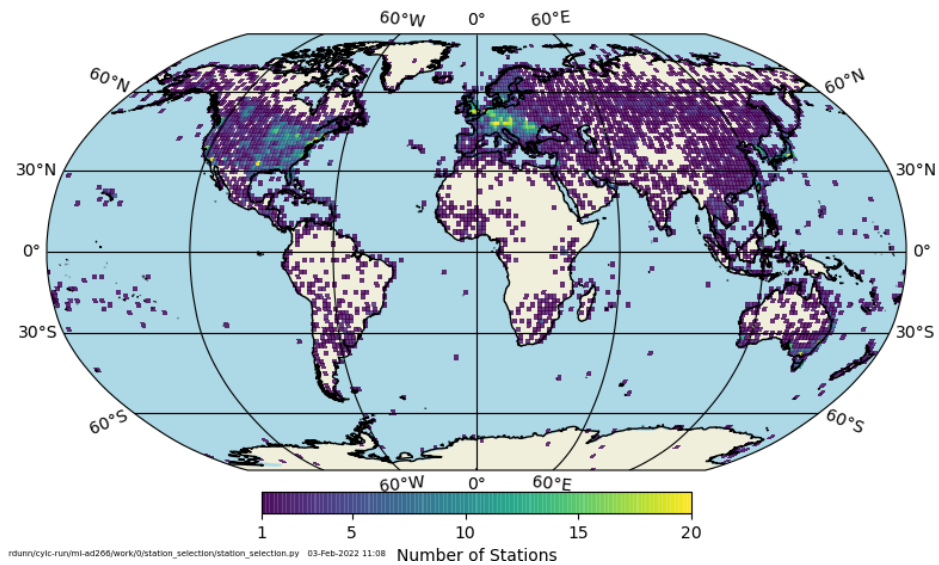 60°W 0° 60°E
60°N 60°N
30°N 30°N
0° 0°
30°S 30°S
60°S 60°S
60°W 0° 60°E
1 5 10 15 20
Number of Stations
rdunn/cylc-run/mi-ad266/work/0/station_selection/station_selection.py 03-Feb-2022 11:08